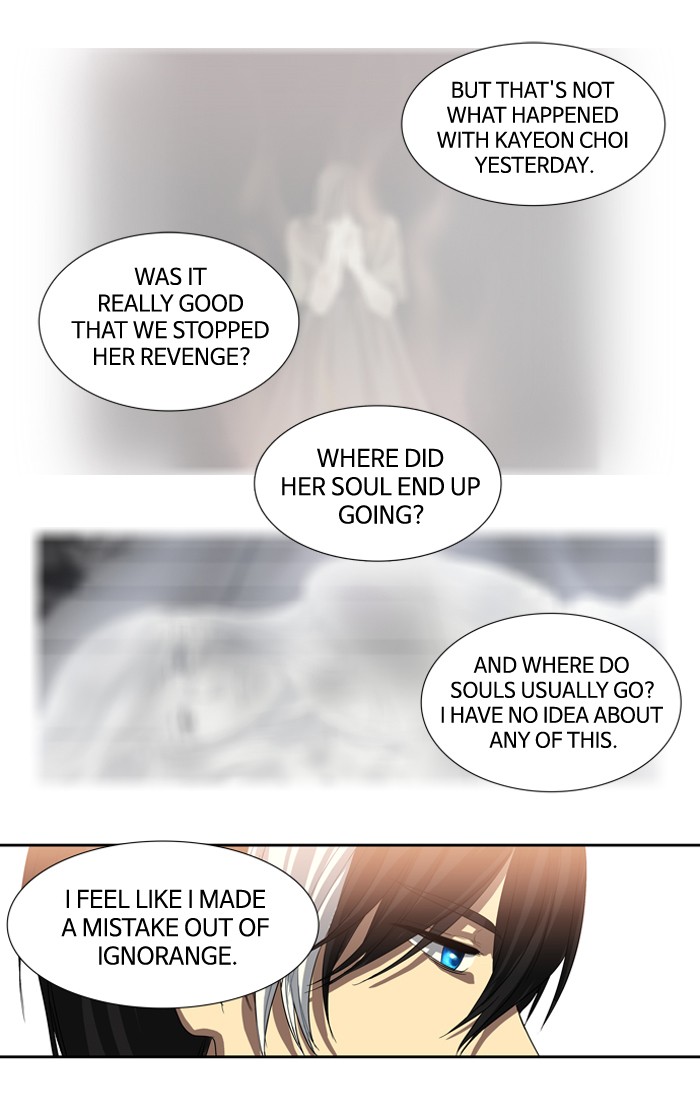 BUT THAT'S NOT
WHAT HAPPENED
WITH KAYEON CHOI
YESTERDAY.
WAS IT
REALLY GOOD
THAT WE STOPPED
HER REVENGE?
WHERE DID
HER SOUL END UP
GOING?
AND WHERE DO
SOULS USUALLY GO?
I HAVE NO IDEA ABOUT
ANY OF THIS.
I FEEL LIKE I MADE
A MISTAKE OUT OF
IGNORANGE.